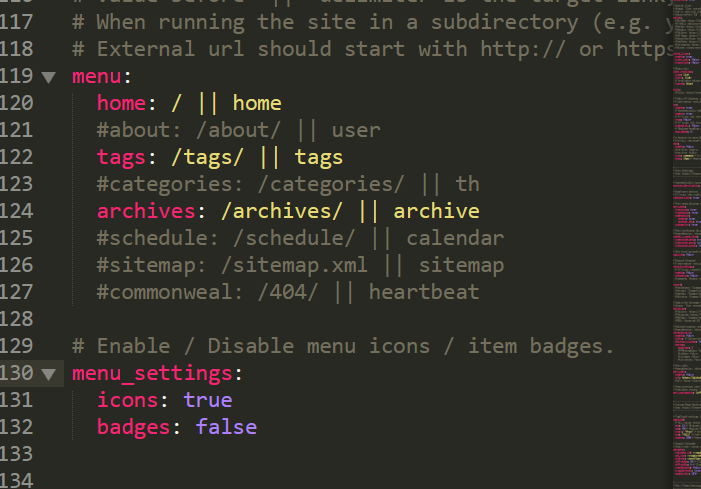 117 # When running the site in a subdirectory (e.g.
118 # External url should start with http:// or https
119 menu:
120 home: / || home
121 #about: /about/ || user
122 tags: /tags/ || tags
123 #categories: /categories/ || th
124 archives: /archives/ || archive
125 #schedule: /schedule/ || calendar
126 #sitemap: /sitemap.xml || sitemap
127 #commonweal: /404/ || heartbeat
128
129 # Enable / Disable menu icons / item badges.
130 menu_settings:
131 icons: true
132 badges: false
133
134